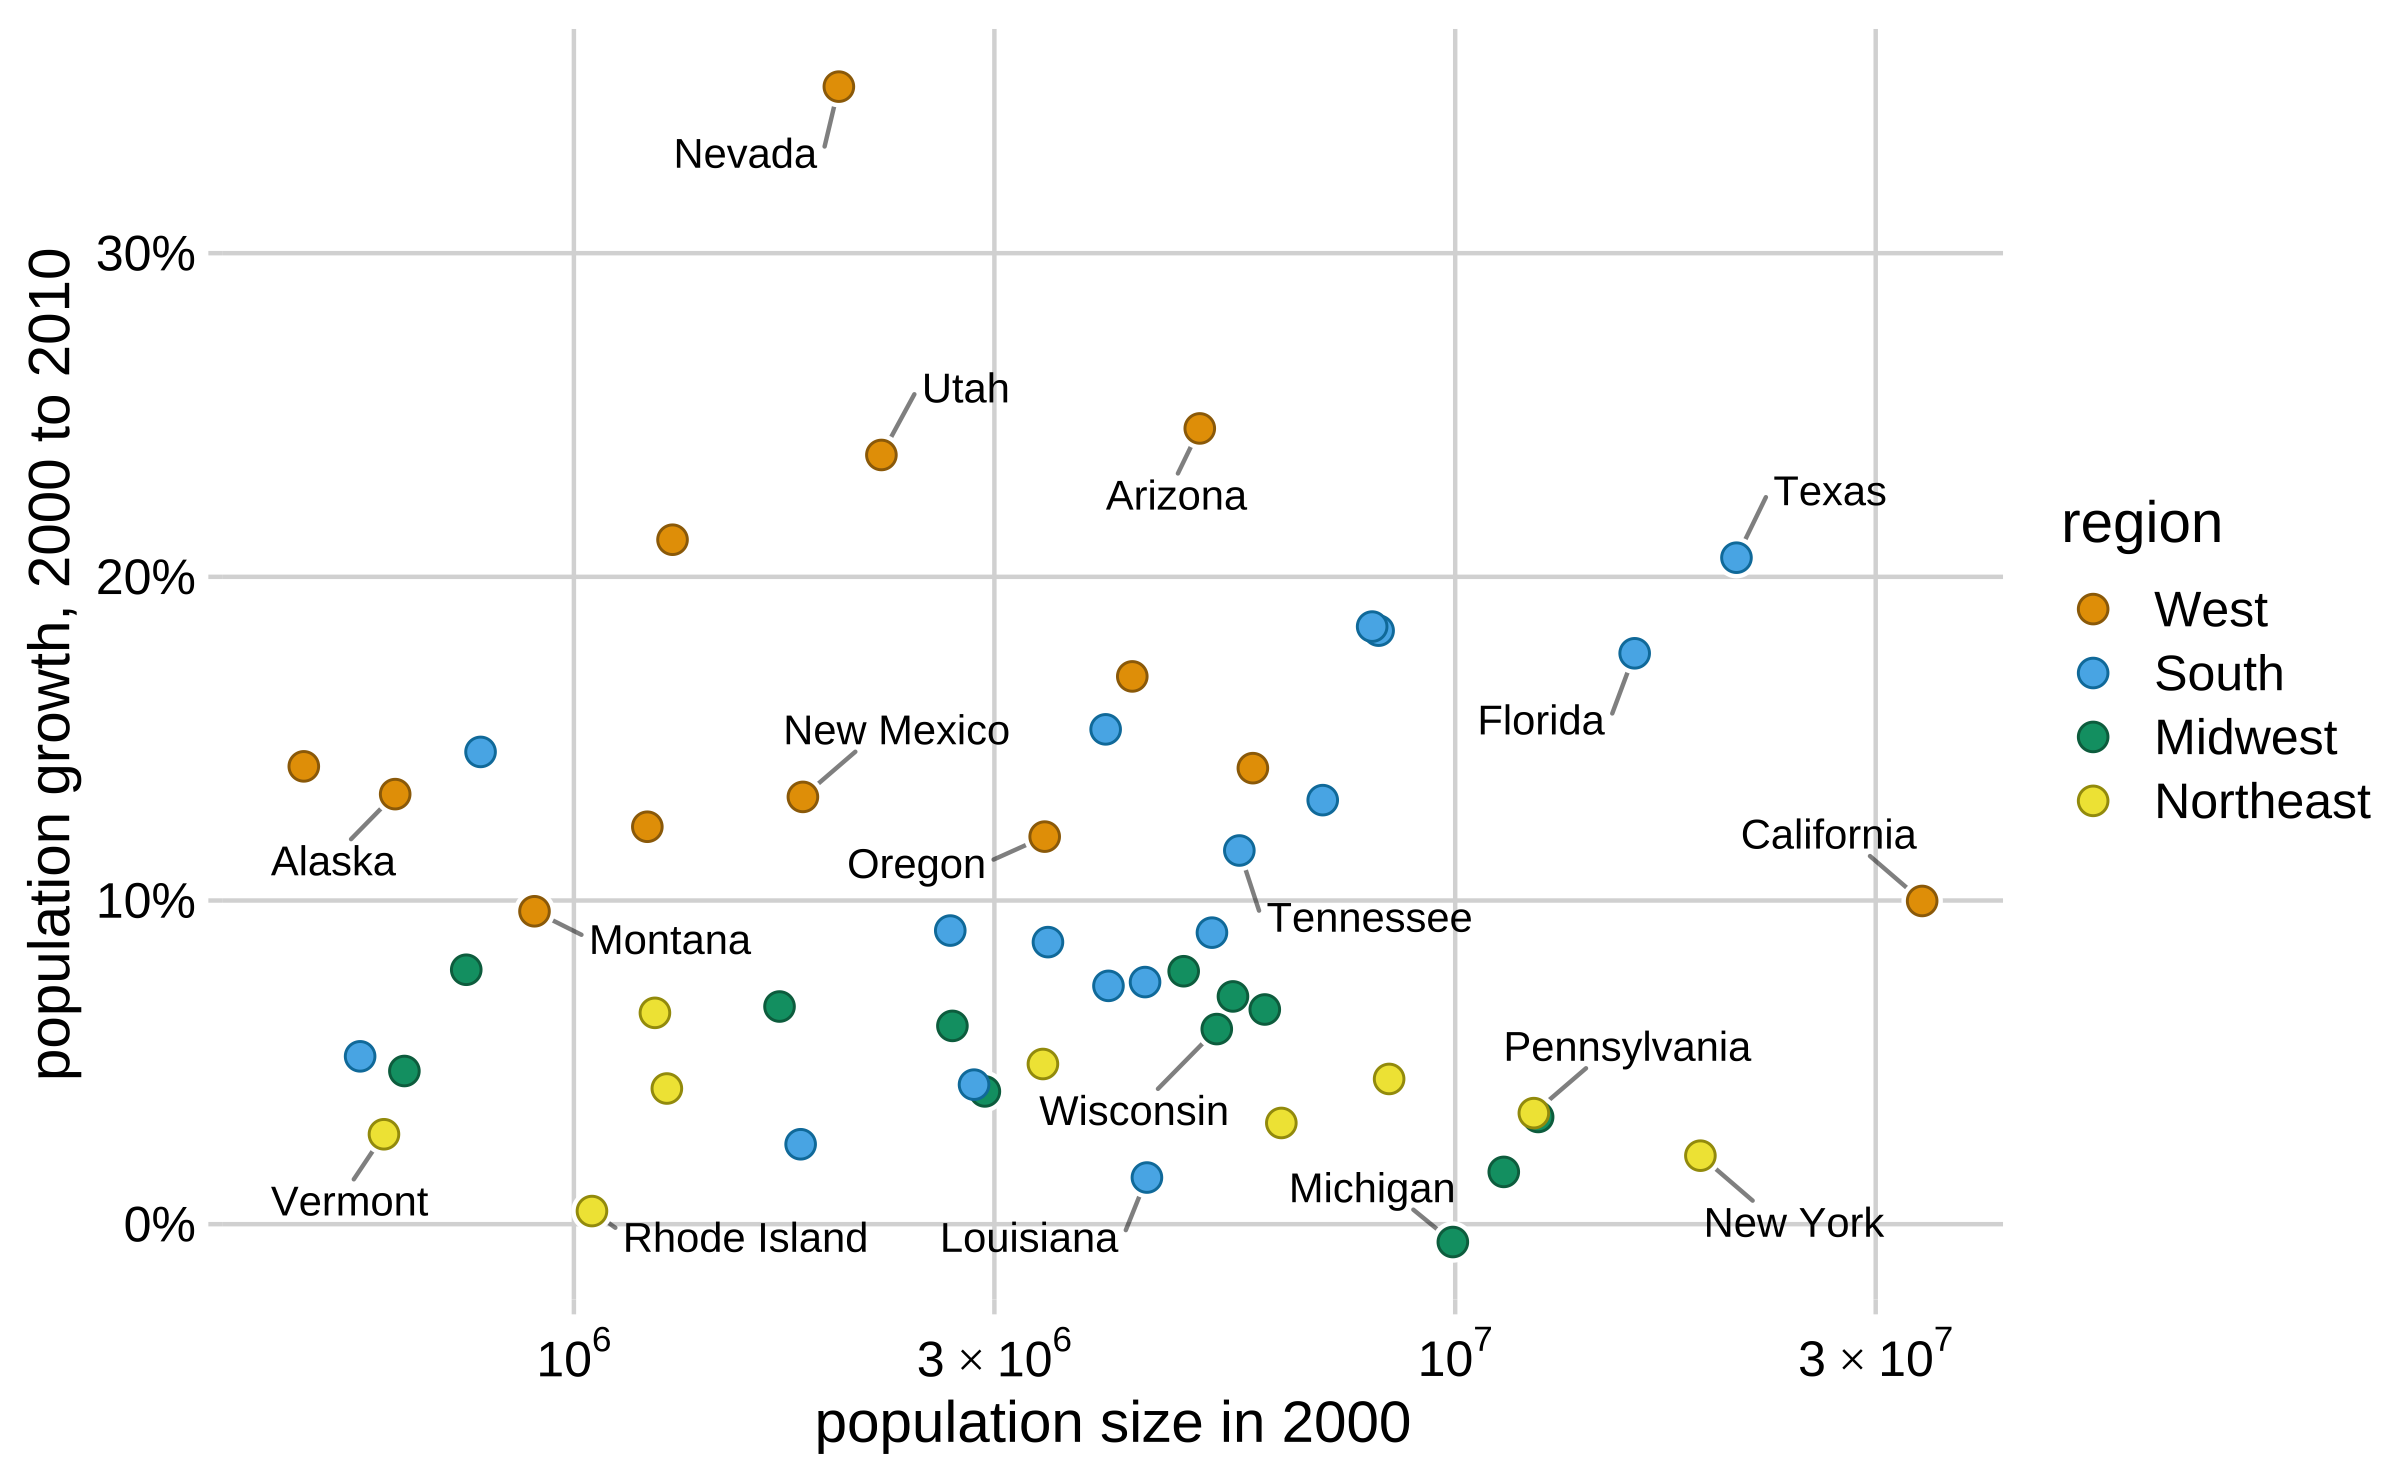 Nevada
30%
Utah
Arizona
Texas
region
20%
West
South
Florida
New Mexico
Midwest
Northeast
California
Alaska
Oregon
10%
Tennessee
Montana
Pennsylvania
Wisconsin
Michigan
Vermont
New York
0%
Rhode Island
Louisiana
population growth, 2000 to 2010
10⁶
3 × 10⁶
10⁷
3 × 10⁷
population size in 2000